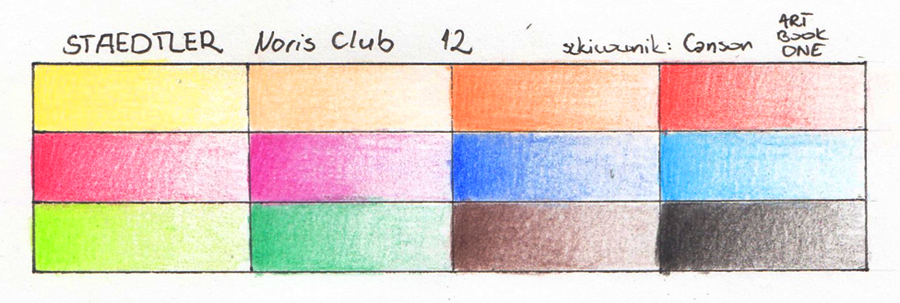 STAEDTLER Noris Club 12
szkicownik: Canson
ART
BOOK
ONE